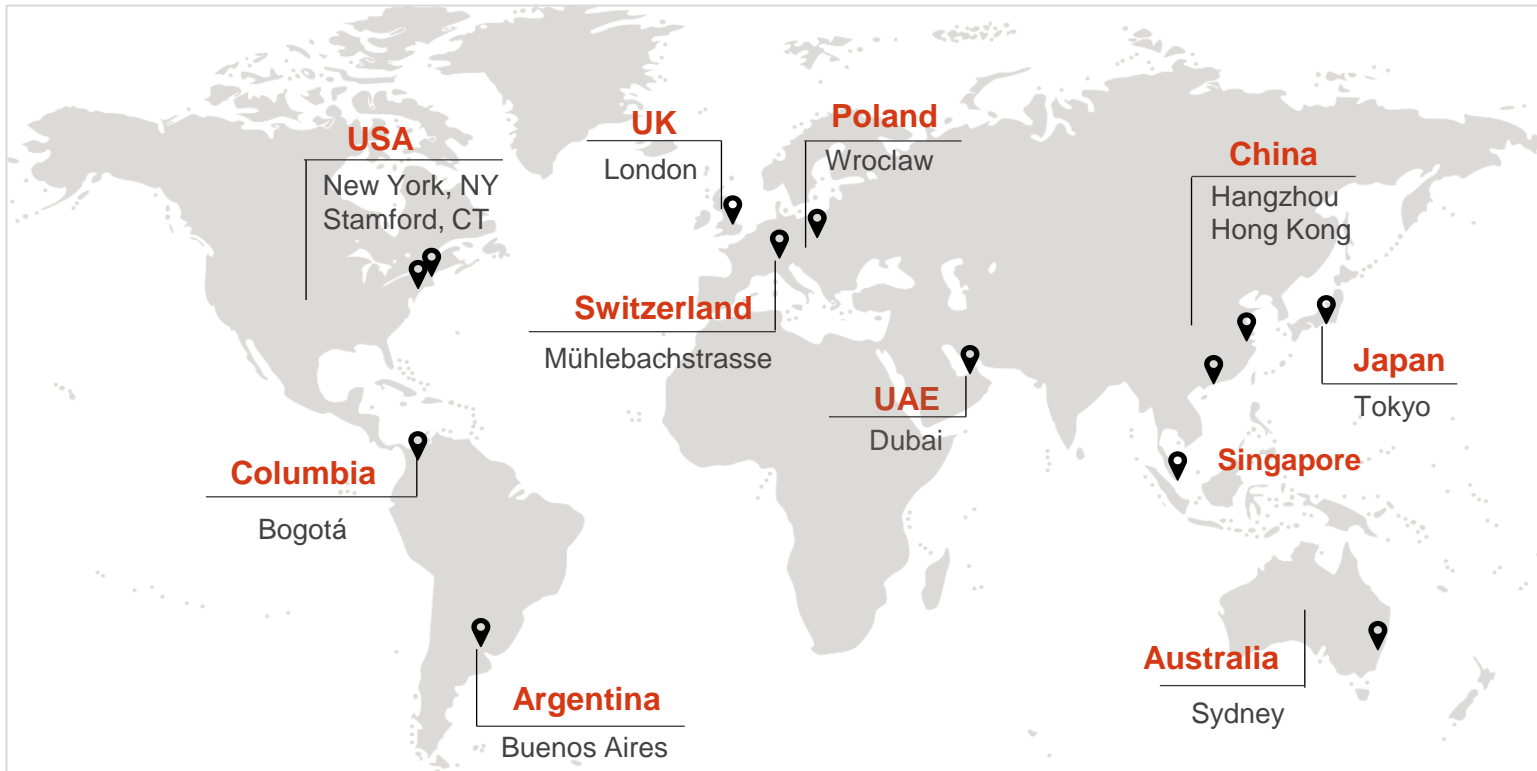 USA
New York, NY
Stamford, CT
UK
London
Poland
Wroclaw
China
Hangzhou
Hong Kong
Switzerland
Mühlebachstrasse
UAE
Dubai
Japan
Tokyo
Columbia
Bogotá
Singapore
Argentina
Buenos Aires
Australia
Sydney